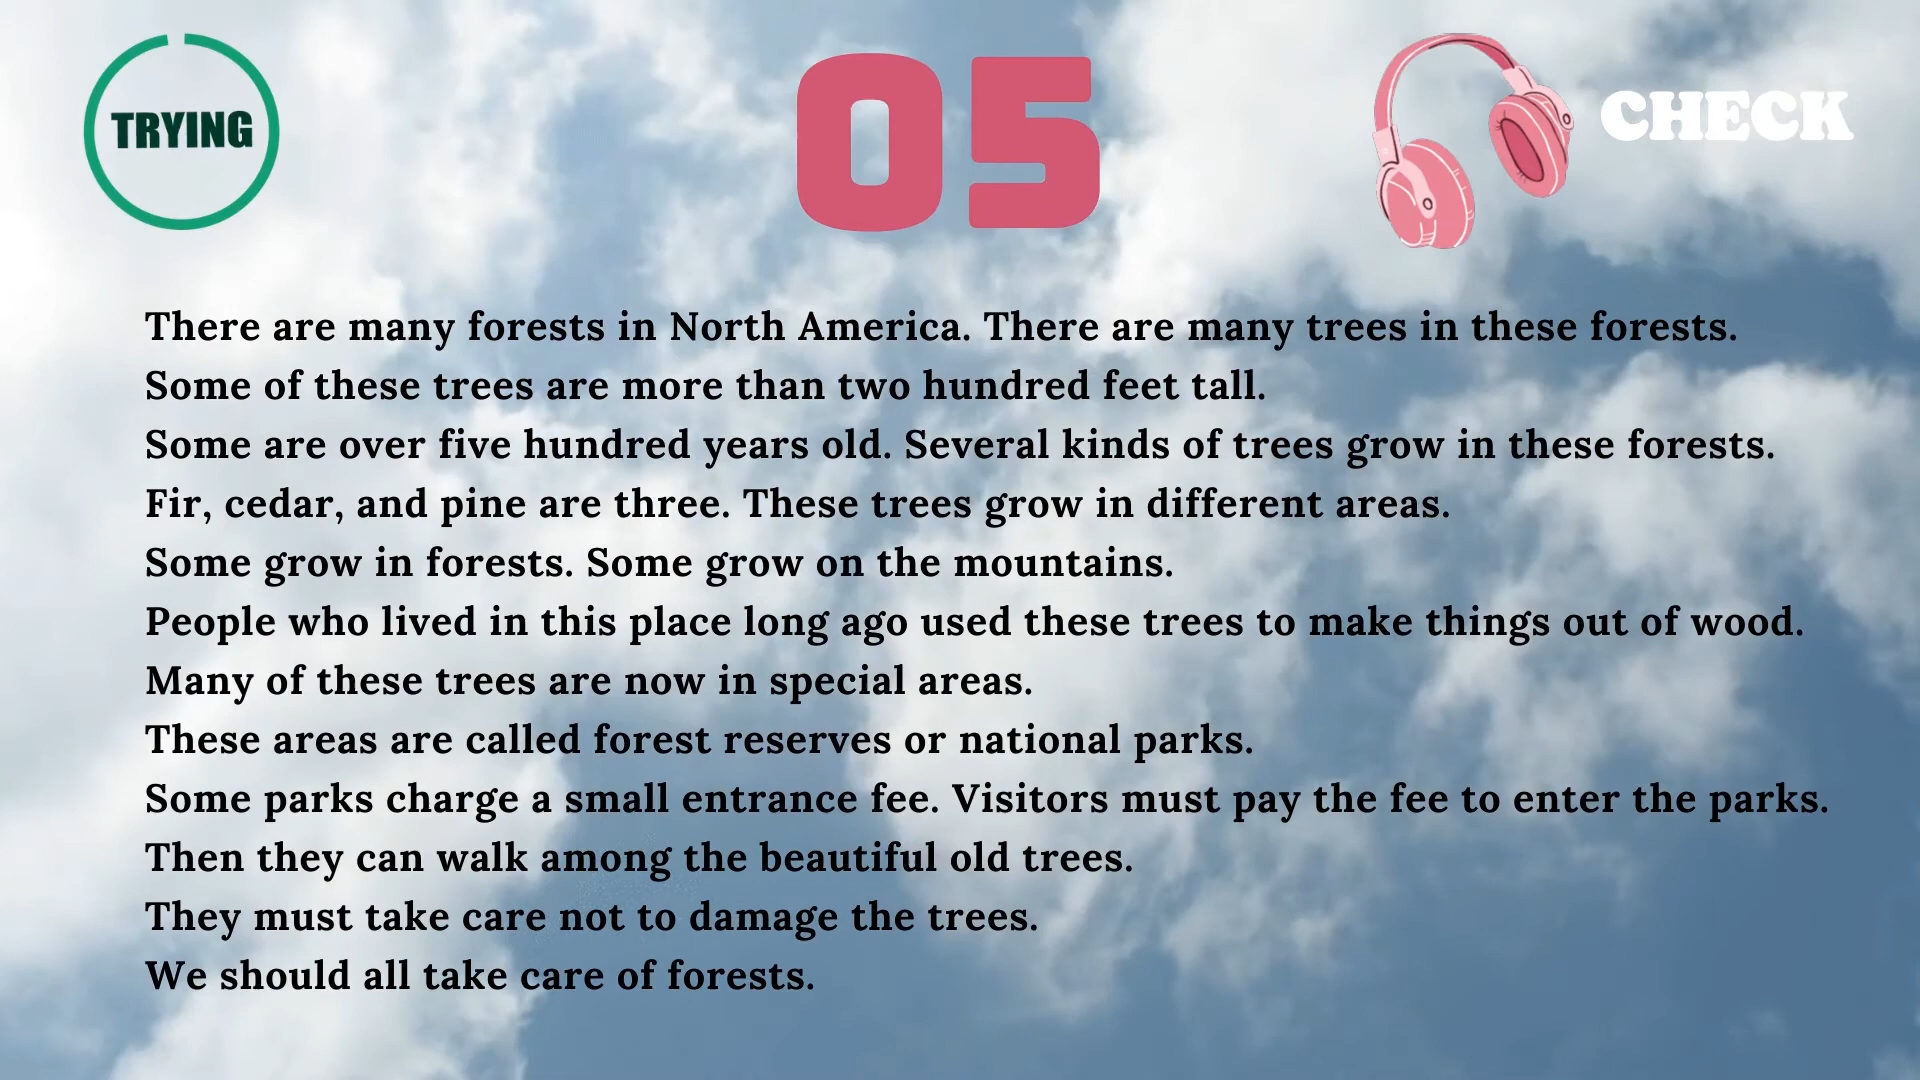 TRYING
05
CHECK
There are many forests in North America. There are many trees in these forests.
Some of these trees are more than two hundred feet tall.
Some are over five hundred years old. Several kinds of trees grow in these forests.
Fir, cedar, and pine are three. These trees grow in different areas.
Some grow in forests. Some grow on the mountains.
People who lived in this place long ago used these trees to make things out of wood.
Many of these trees are now in special areas.
These areas are called forest reserves or national parks.
Some parks charge a small entrance fee. Visitors must pay the fee to enter the parks.
Then they can walk among the beautiful old trees.
They must take care not to damage the trees.
We should all take care of forests.